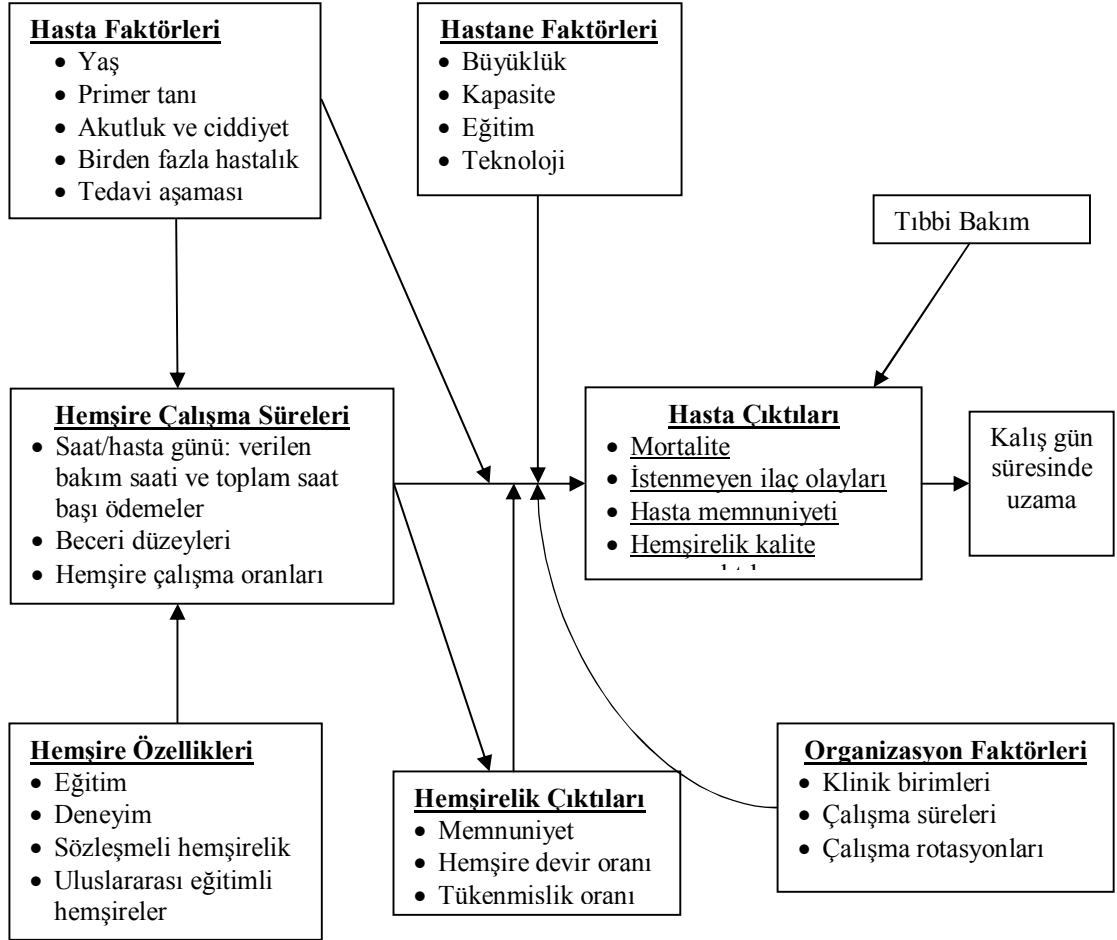 Hasta Faktörleri
• Yaş
• Primer tanı
• Akutluk ve ciddiyet
• Birden fazla hastalık
• Tedavi aşaması
Hastane Faktörleri
• Büyüklük
• Kapasite
• Eğitim
• Teknoloji
Tıbbi Bakım
Hemşire Çalışma Süreleri
• Saat/hasta günü: verilen
bakım saati ve toplam saat
başı ödemeler
• Beceri düzeyleri
• Hemşire çalışma oranları
Hasta Çıktıları
• Mortalite
• İstenmeyen ilaç olayları
• Hasta memnuniyeti
• Hemşirelik kalite
Kalış gün
süresinde
uzama
Hemşire Özellikleri
• Eğitim
• Deneyim
• Sözleşmeli hemşirelik
• Uluslararası eğitimli
hemşireler
Hemşirelik Çıktıları
• Memnuniyet
• Hemşire devir oranı
• Tükenmislik oranı
Organizasyon Faktörleri
• Klinik birimleri
• Çalışma süreleri
• Çalışma rotasyonları